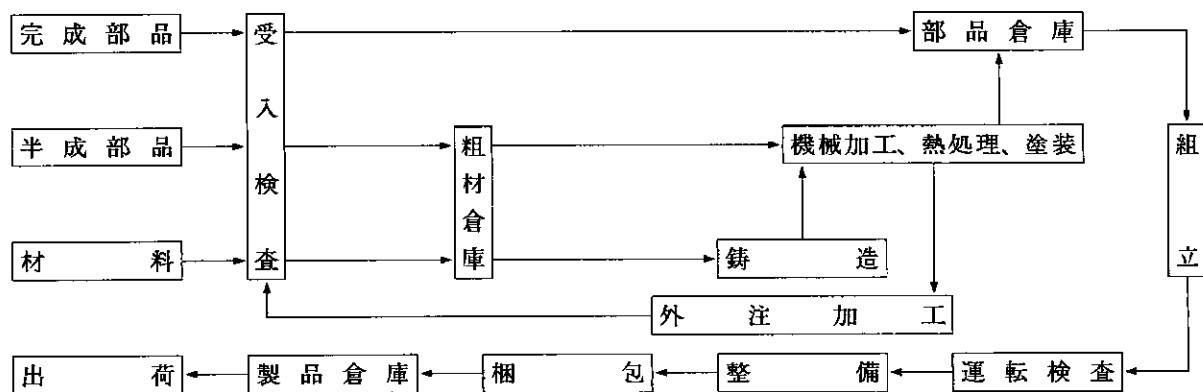 完成部品
受入検査
部品倉庫
半成部品
粗材倉庫
機械加工、熱処理、塗装
組立
材料
鋳造
外注加工
出荷
製品倉庫
梱包
整備
運転検査